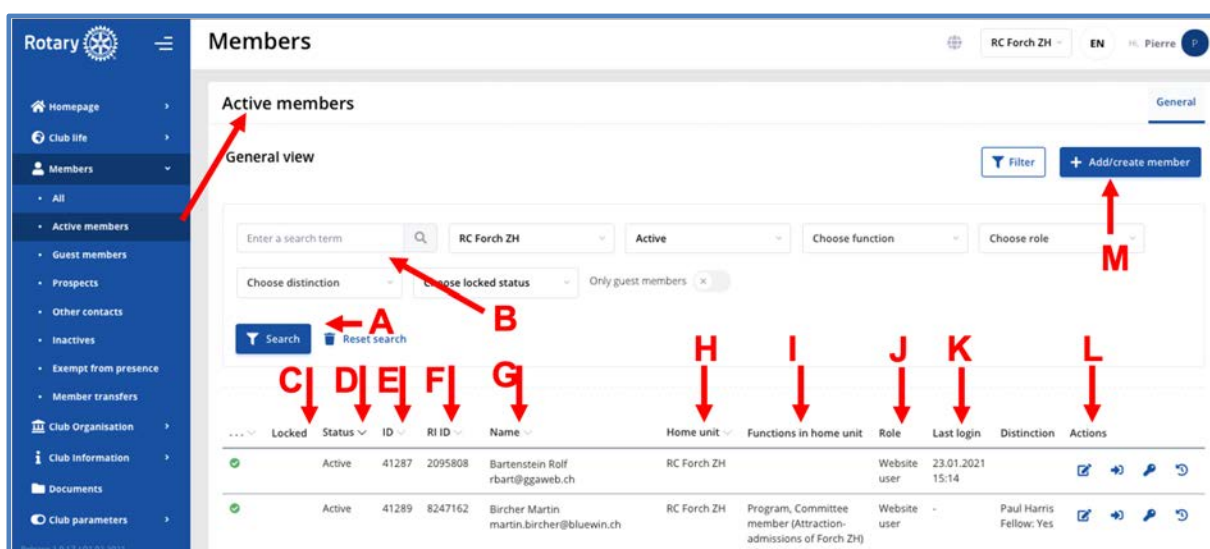 Rotary
Members
RC Forch ZH
EN
Hi, Pierre
P
Homepage
Club life
Members
All
Active members
Guest members
Prospects
Other contacts
Inactives
Exempt from presence
Member transfers
Club Organisation
Club Information
Documents
Club parameters
Active members
General
General view
Filter
+ Add/create member
M
Enter a search term
RC Forch ZH
Active
Choose function
Choose role
Choose distinction
Choose locked status
Only guest members
B
A
Search
Reset search
C D E F G H I J K L
... Locked Status ID RI ID Name Home unit Functions in home unit Role Last login Distinction Actions
Active 41287 2095808 Bartenstein Rolf RC Forch ZH Website 23.01.2021
rbart@ggaweb.ch user 15:14
Active 41289 8247162 Bircher Martin RC Forch ZH Program, Committee Website - Paul Harris
martin.bircher@bluewin.ch member (Attraction- user Fellow: Yes
admissions of Forch ZH)